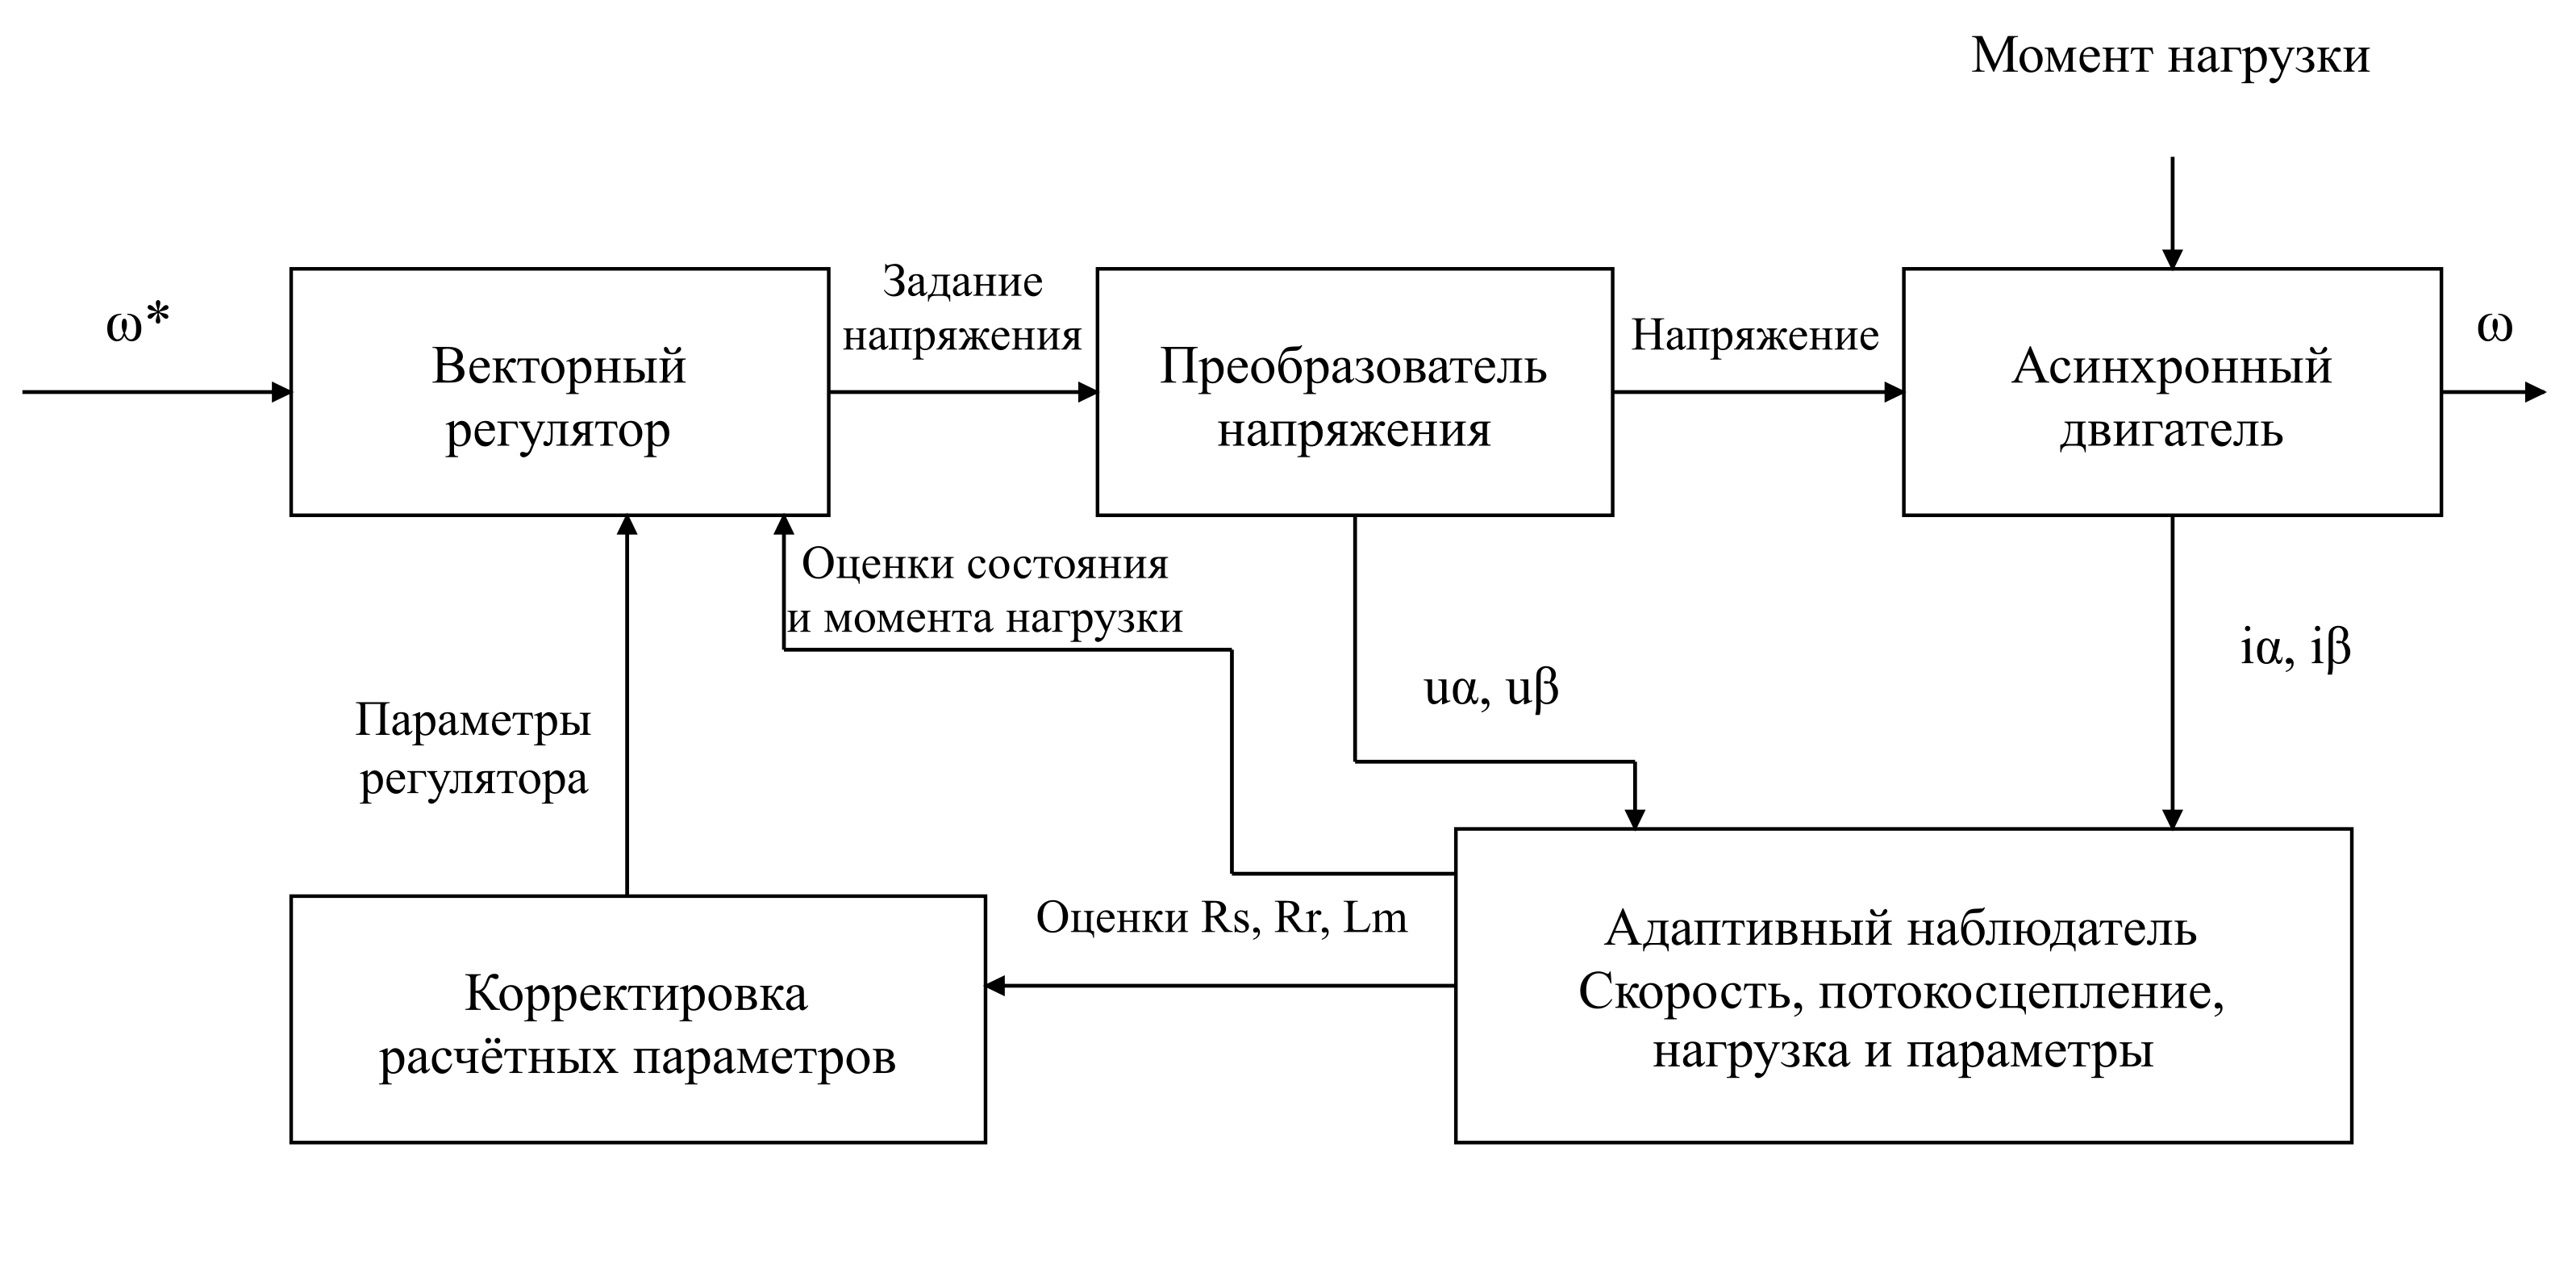 Момент нагрузки
ω*
Векторный
регулятор
Задание
напряжения
Преобразователь
напряжения
Напряжение
Асинхронный
двигатель
ω
Оценки состояния
и момента нагрузки
iα, iβ
uα, uβ
Параметры
регулятора
Оценки Rs, Rr, Lm
Корректировка
расчётных параметров
Адаптивный наблюдатель
Скорость, потокосцепление,
нагрузка и параметры